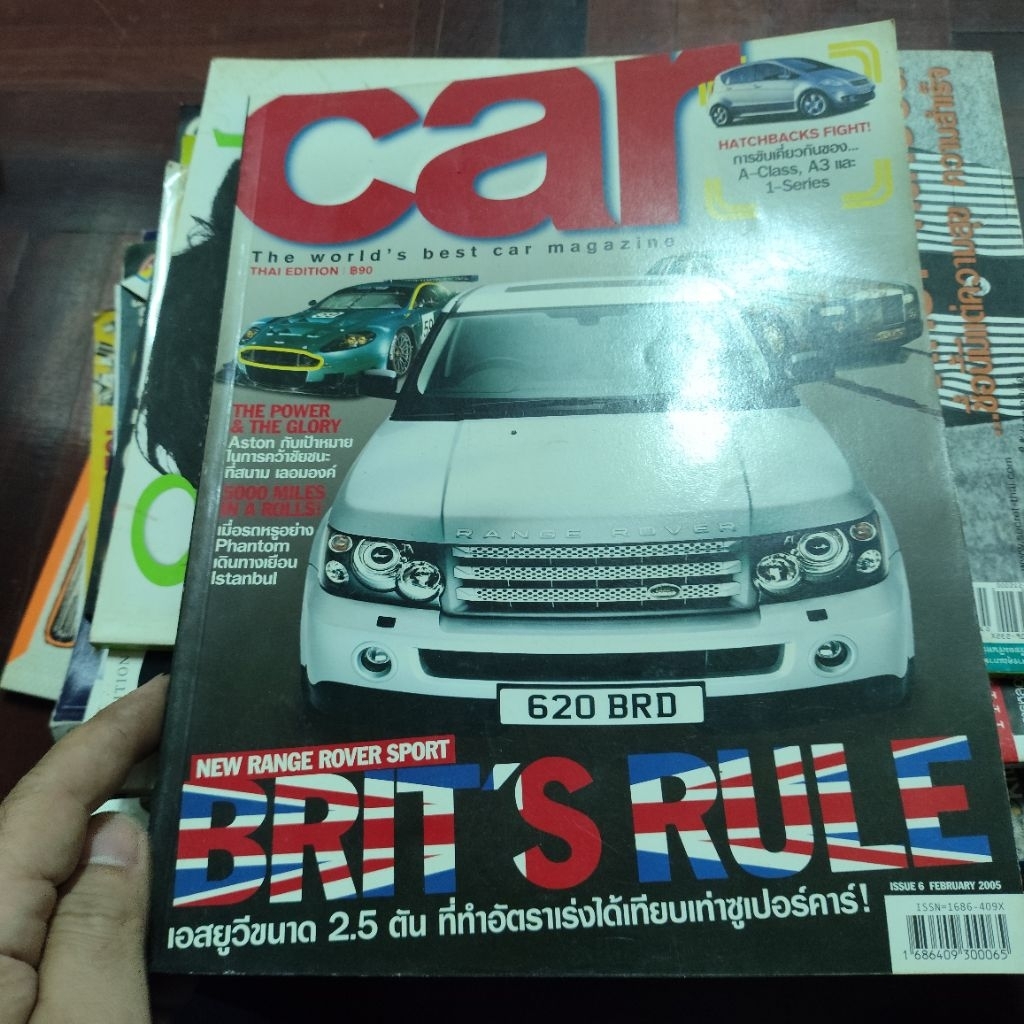 car
HATCHBACKS FIGHT!
การขับเคี่ยวกันของ...
A-Class, A3 และ
1-Series
The world's best car magazine
THAI EDITION | ฿90
59
THE POWER
& THE GLORY
Aston กับเป้าหมาย
ในการคว้าชัยชนะ
ที่สนาม เลอมองค์
5000 MILES
IN A ROLLS!
เมื่อรถหรูอย่าง
Phantom
เดินทางเยือน
Istanbul
RANGE ROVER
620 BRD
NEW RANGE ROVER SPORT
BRIT'S RULE
เอสยูวีขนาด 2.5 ตัน ที่ทำอัตราเร่งได้เทียบเท่าซูเปอร์คาร์!
ISSUE 6 FEBRUARY 2005
ISSN=1686-409X
1 686409 300065